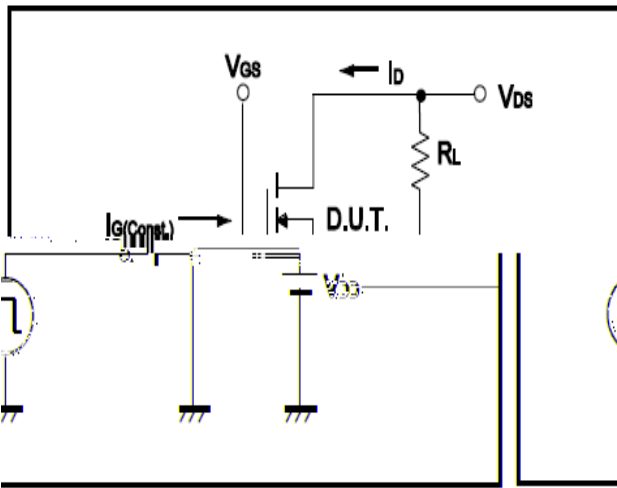 VGS
ID
VDS
RL
IG(Const.)
D.U.T.
VDD